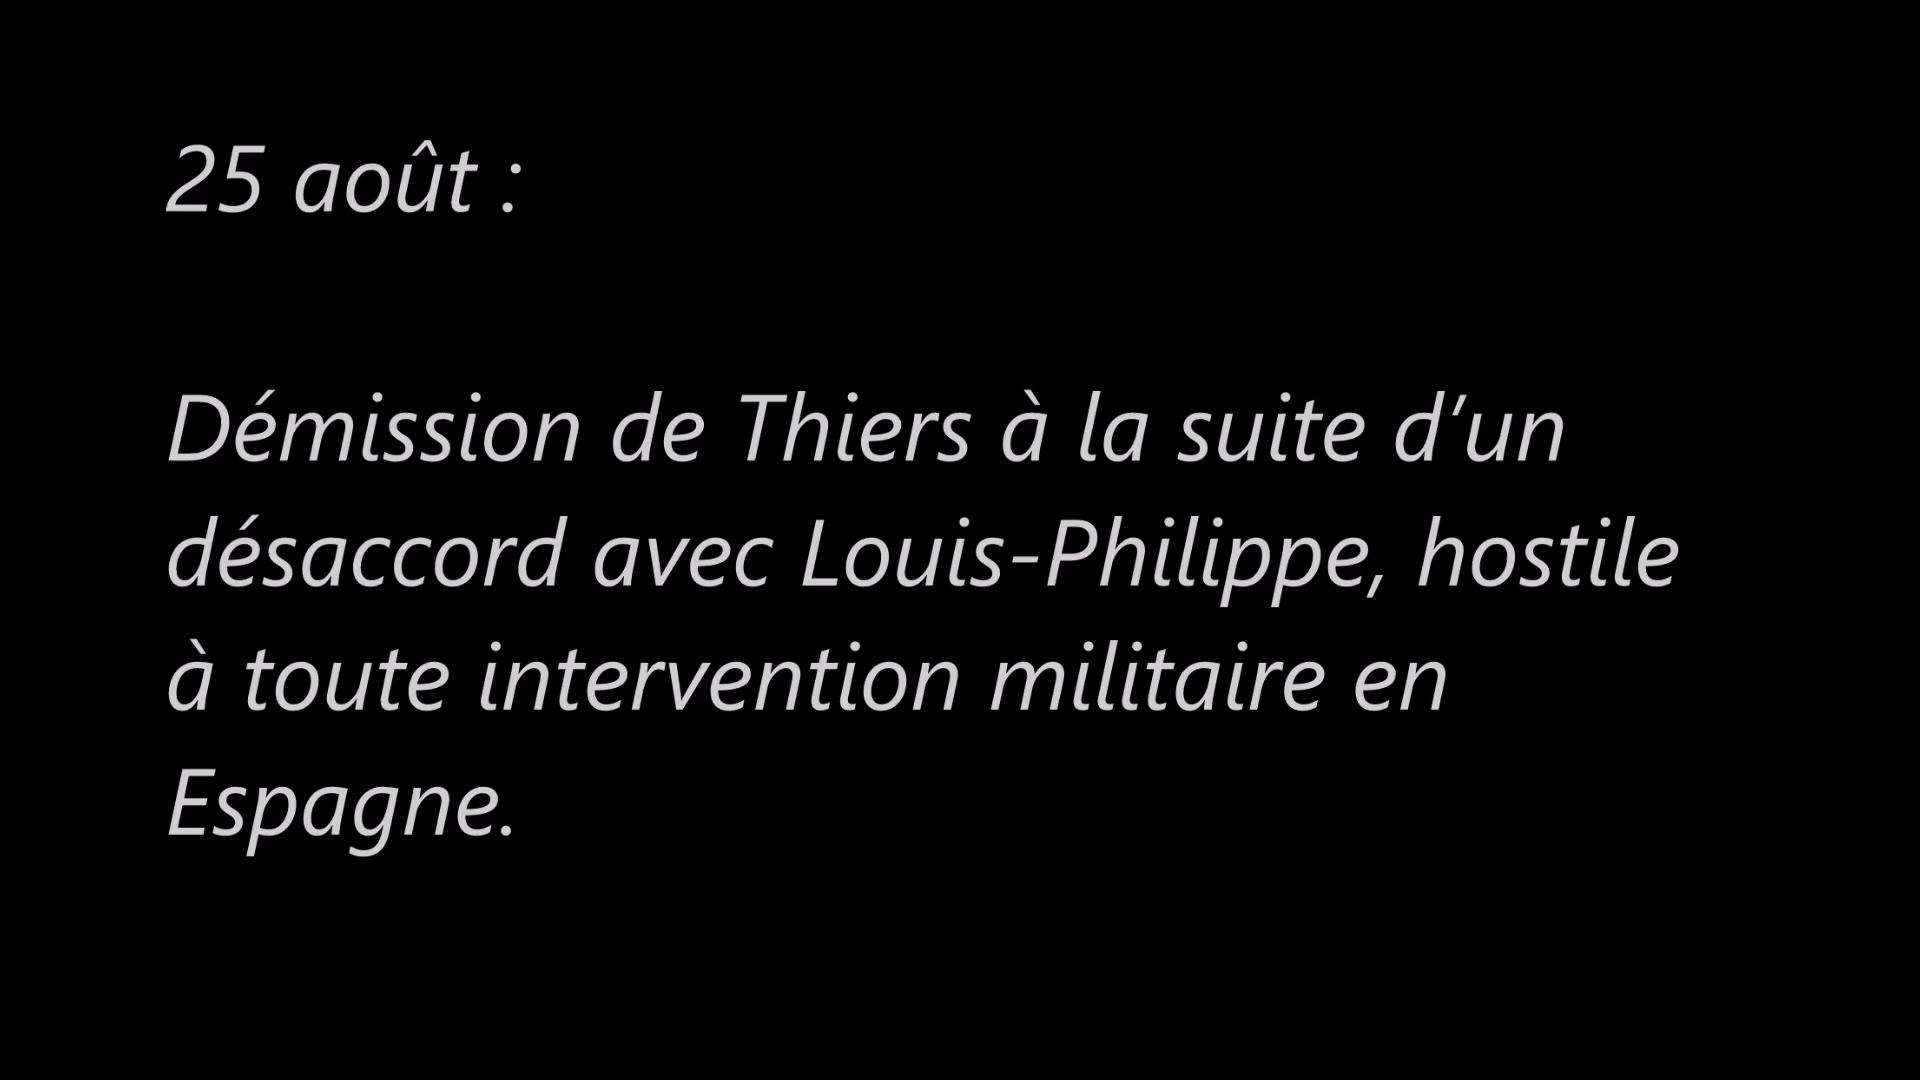 25 août :
Démission de Thiers à la suite d’un
désaccord avec Louis-Philippe, hostile
à toute intervention militaire en
Espagne.